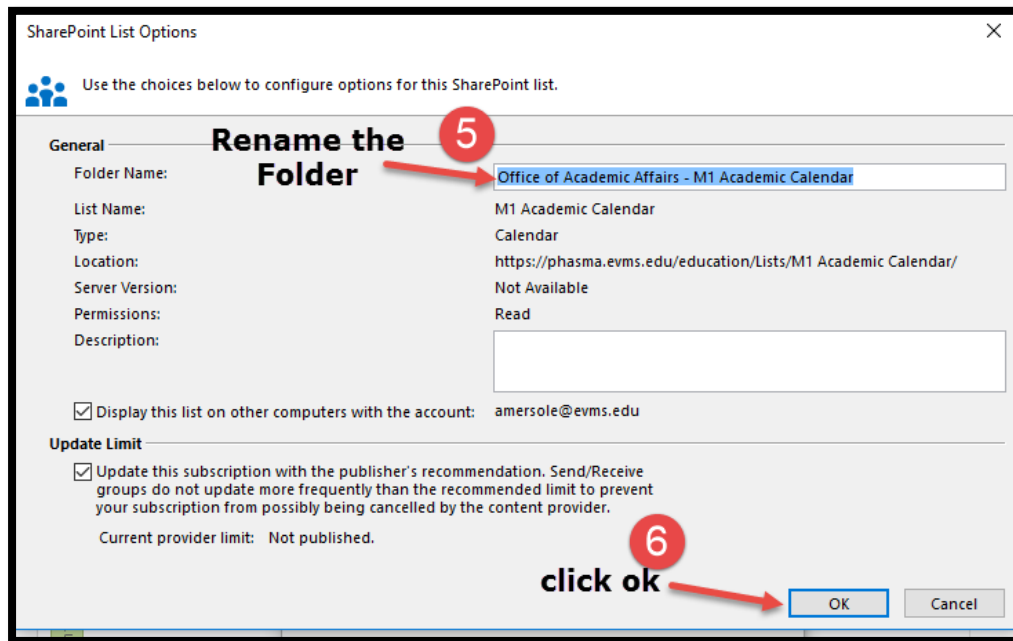 SharePoint List Options
Use the choices below to configure options for this SharePoint list.
General
Rename the
Folder
5
Folder Name:
Office of Academic Affairs - M1 Academic Calendar
List Name:
M1 Academic Calendar
Type:
Calendar
Location:
https://phasma.evms.edu/education/Lists/M1 Academic Calendar/
Server Version:
Not Available
Permissions:
Read
Description:
Display this list on other computers with the account:
amersole@evms.edu
Update Limit
Update this subscription with the publisher's recommendation. Send/Receive
groups do not update more frequently than the recommended limit to prevent
your subscription from possibly being cancelled by the content provider.
Current provider limit: Not published.
6
click ok
OK
Cancel